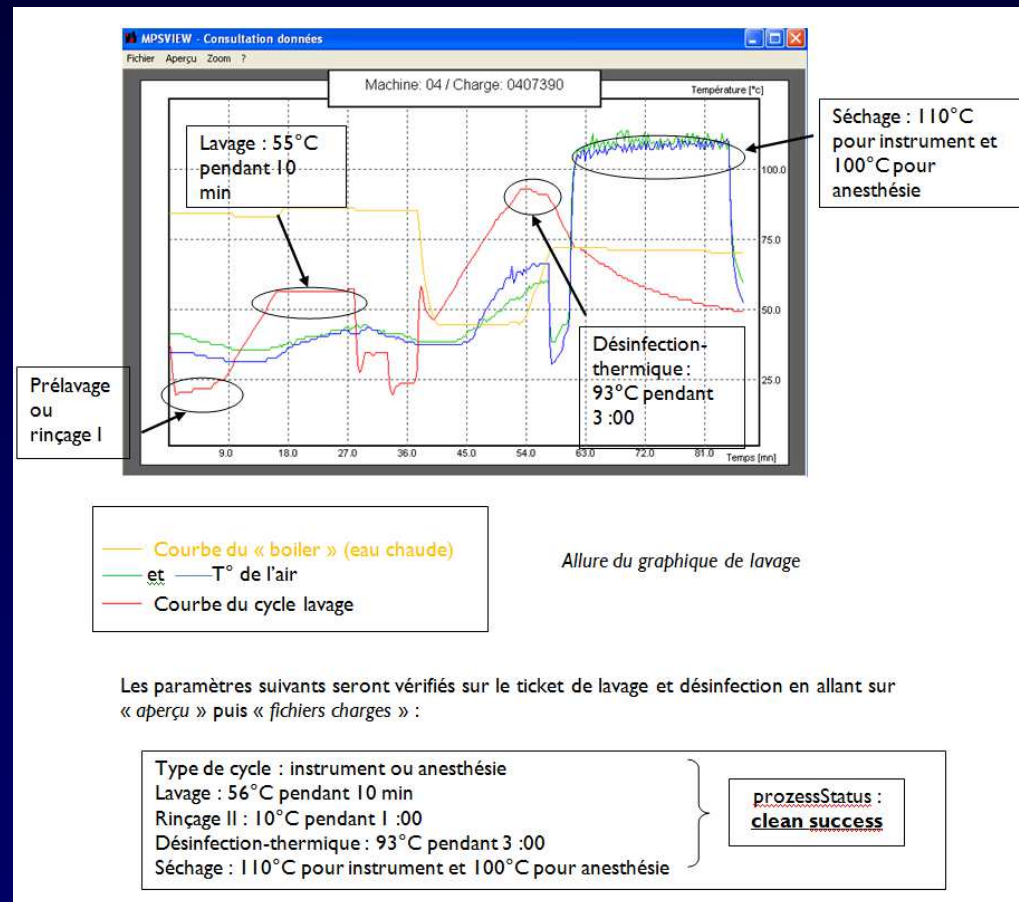 MPSVIEW - Consultation données
Fichier Aperçu Zoom ?
Machine: 04 / Charge: 0407390
Température [°c]
Lavage : 55°C
pendant 10
min
Séchage : 110°C
pour instrument et
100°C pour
anesthésie
100.0
75.0
50.0
25.0
Désinfection-
thermique :
93°C pendant
3 :00
Prélavage
ou
rinçage I
9.0 18.0 27.0 36.0 45.0 54.0 63.0 72.0 81.0
Temps [mn]
Courbe du « boiler » (eau chaude)
et T° de l'air
Courbe du cycle lavage
Allure du graphique de lavage
Les paramètres suivants seront vérifiés sur le ticket de lavage et désinfection en allant sur
« aperçu » puis « fichiers charges » :
Type de cycle : instrument ou anesthésie
Lavage : 56°C pendant 10 min
Rinçage II : 10°C pendant 1 :00
Désinfection-thermique : 93°C pendant 3 :00
Séchage : 110°C pour instrument et 100°C pour anesthésie
prozessStatus :
clean success